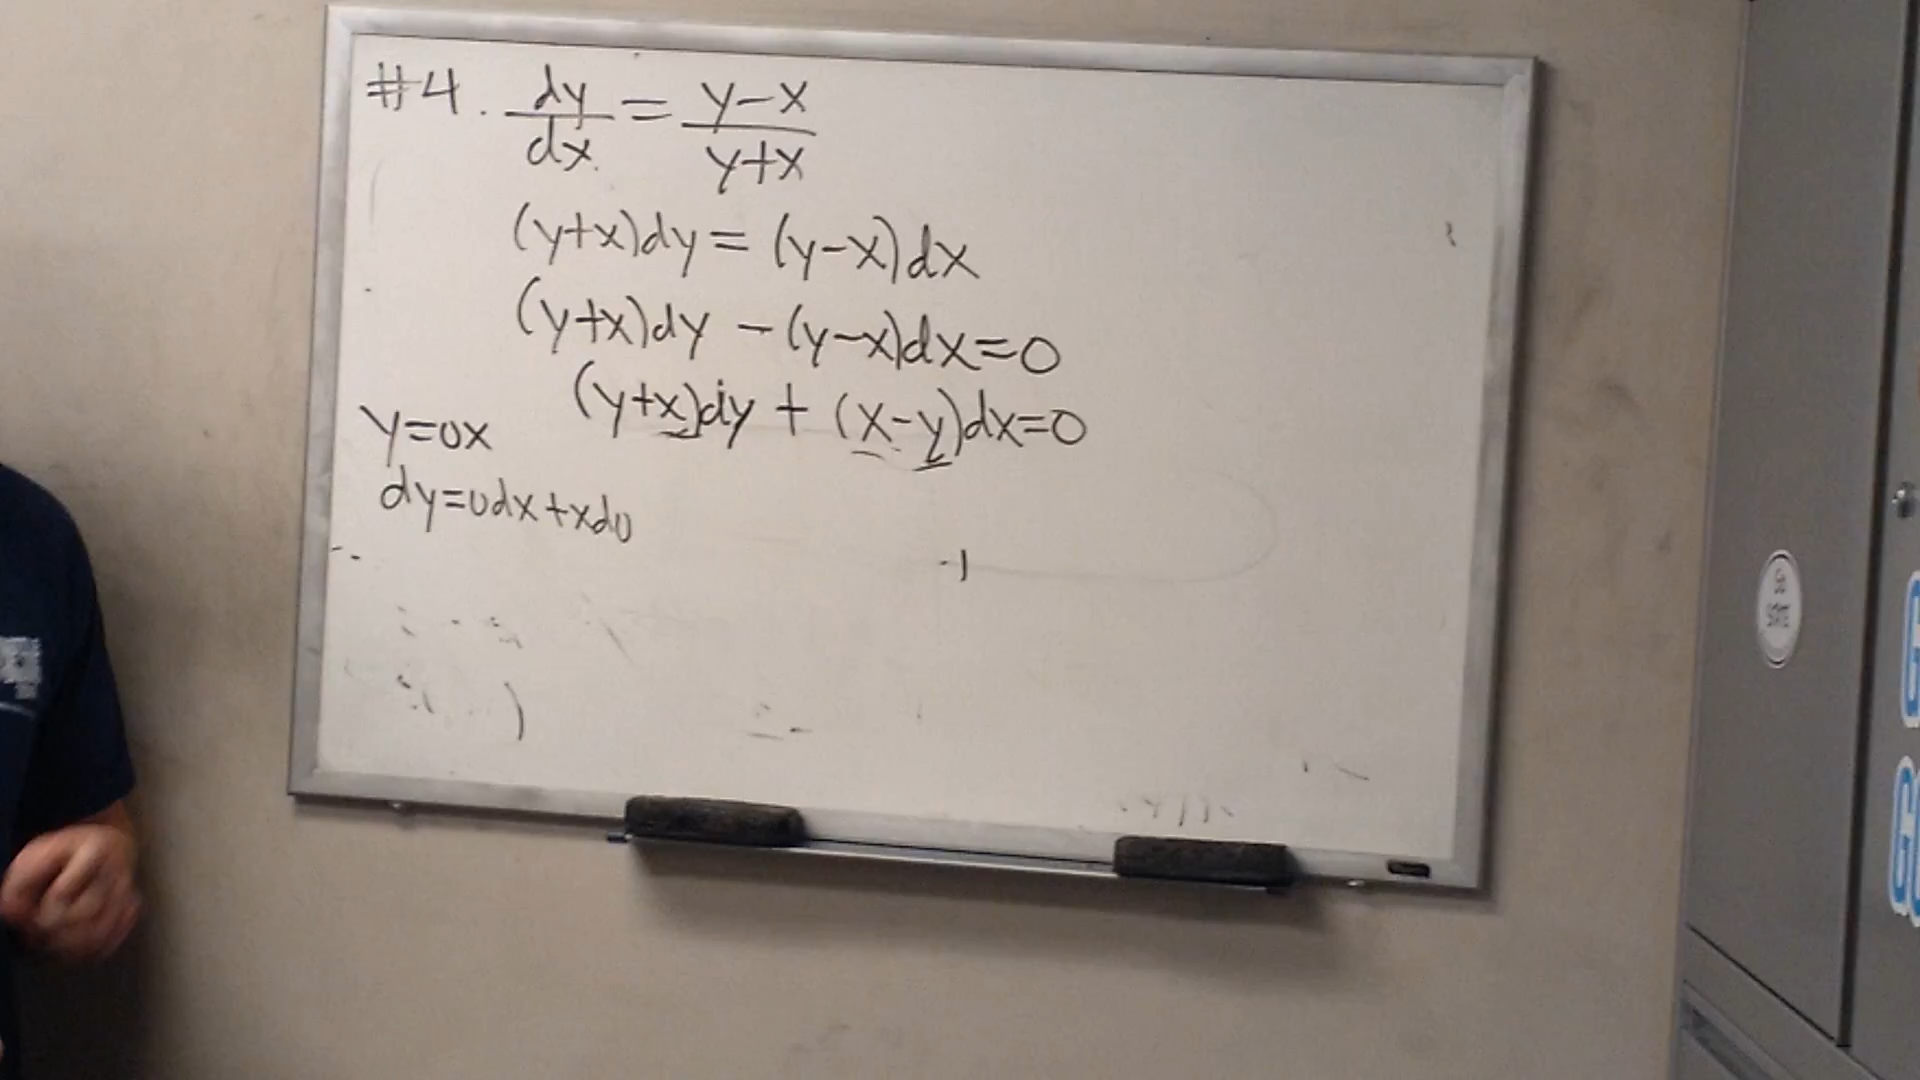 #4. dy/dx = y-x/y+x
(y+x)dy = (y-x)dx
(y+x)dy - (y-x)dx=0
(y+x)dy + (x-y)dx=0
y=ux
dy=udx+xdu